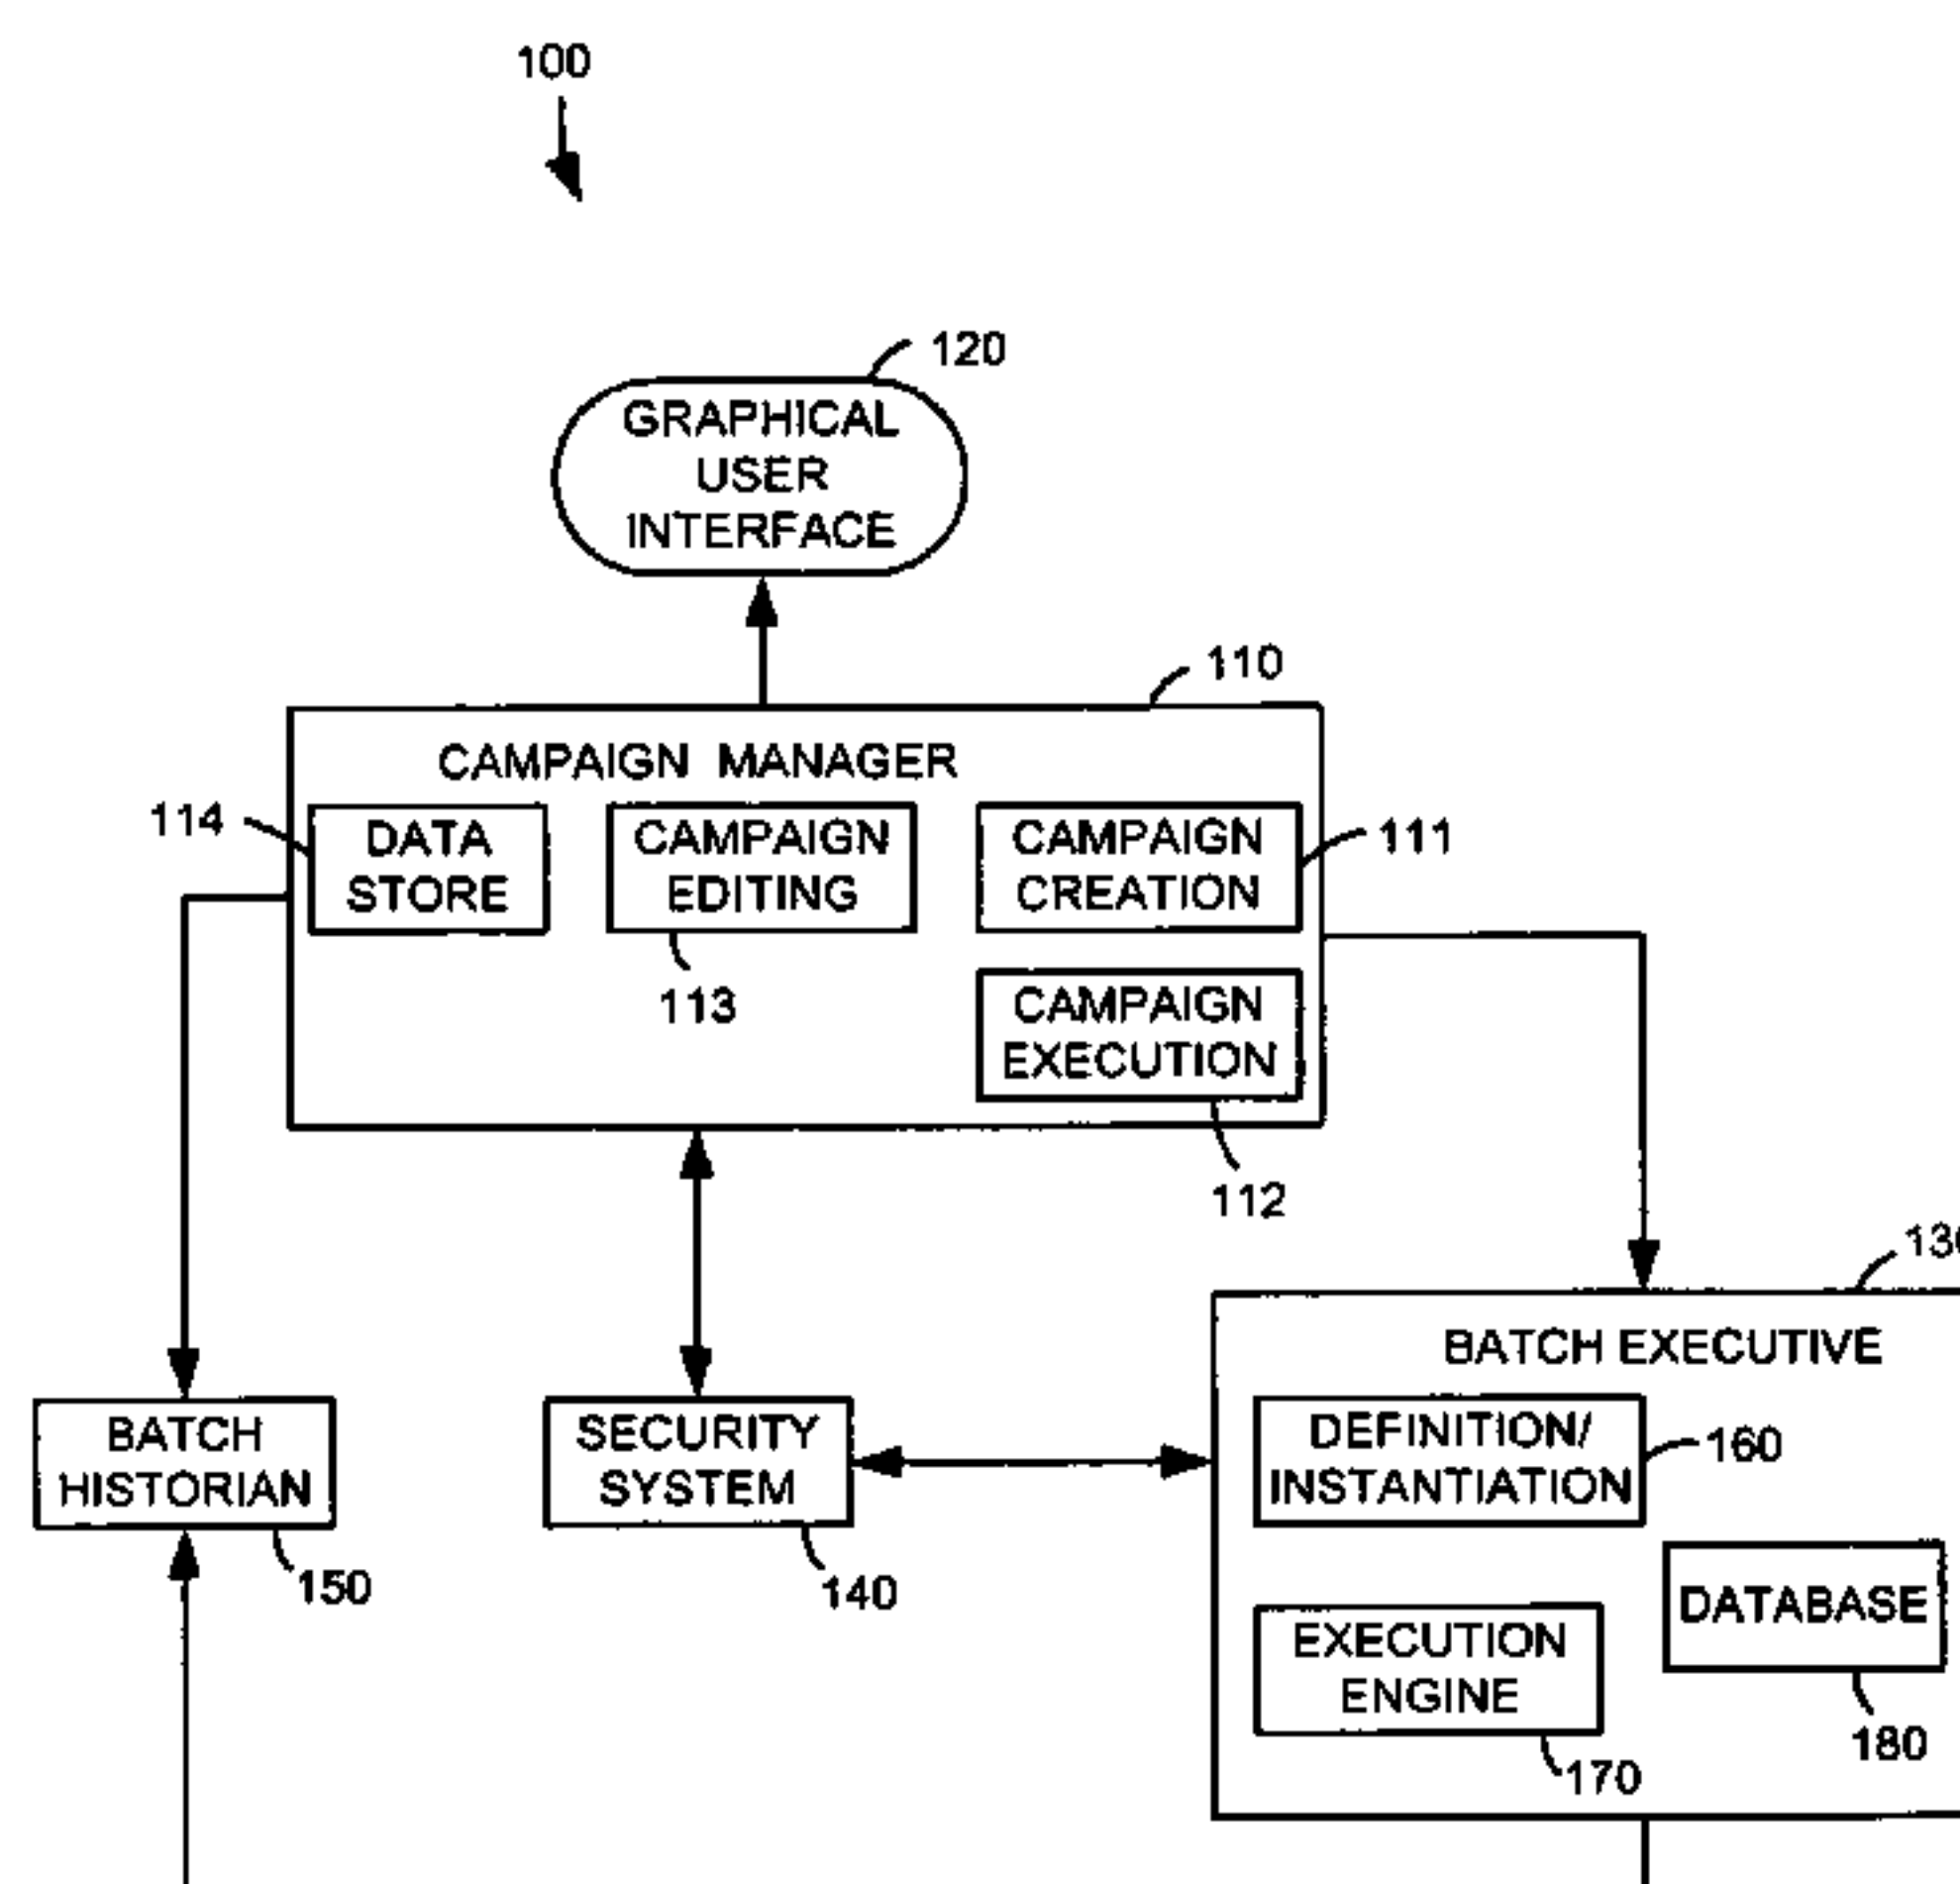 100
120
GRAPHICAL
USER
INTERFACE
110
CAMPAIGN MANAGER
114
DATA
STORE
CAMPAIGN
EDITING
CAMPAIGN
CREATION
111
113
CAMPAIGN
EXECUTION
112
BATCH EXECUTIVE
BATCH
HISTORIAN
150
SECURITY
SYSTEM
140
DEFINITION/
INSTANTIATION
160
DATABASE
180
EXECUTION
ENGINE
170